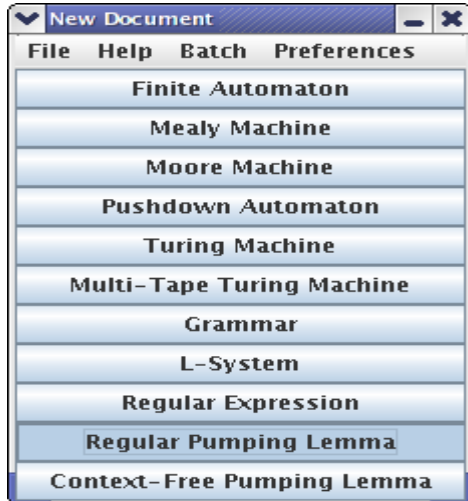 New Document
File Help Batch Preferences
Finite Automaton
Mealy Machine
Moore Machine
Pushdown Automaton
Turing Machine
Multi-Tape Turing Machine
Grammar
L-System
Regular Expression
Regular Pumping Lemma
Context-Free Pumping Lemma